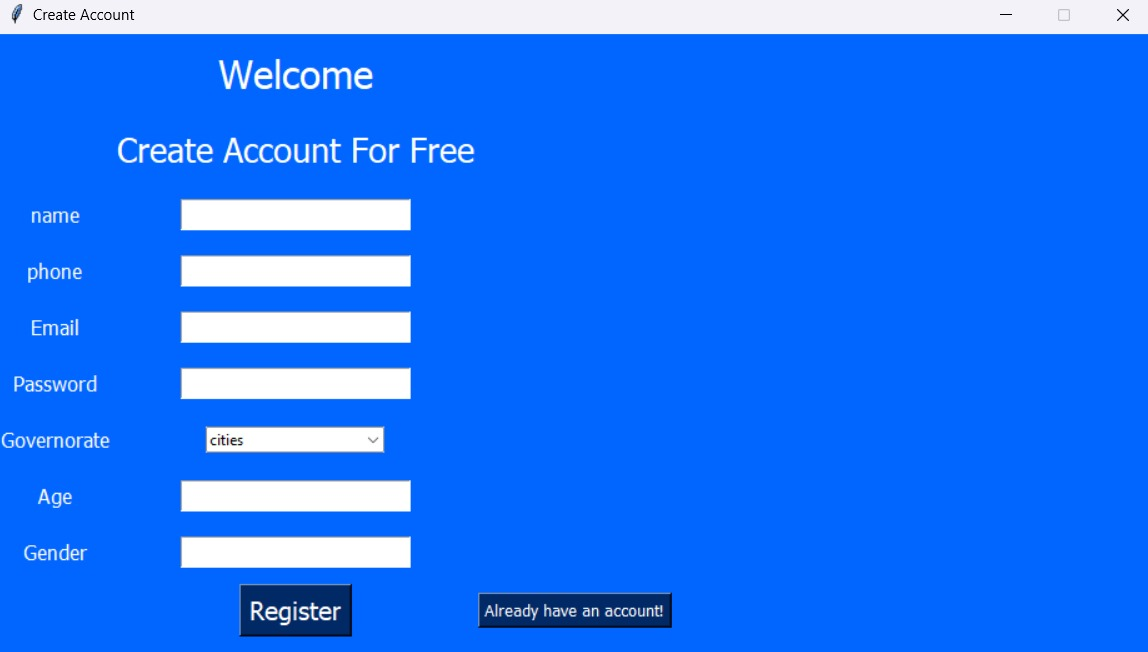 Create Account
Welcome
Create Account For Free
name
phone
Email
Password
Governorate
cities
Age
Gender
Register
Already have an account!